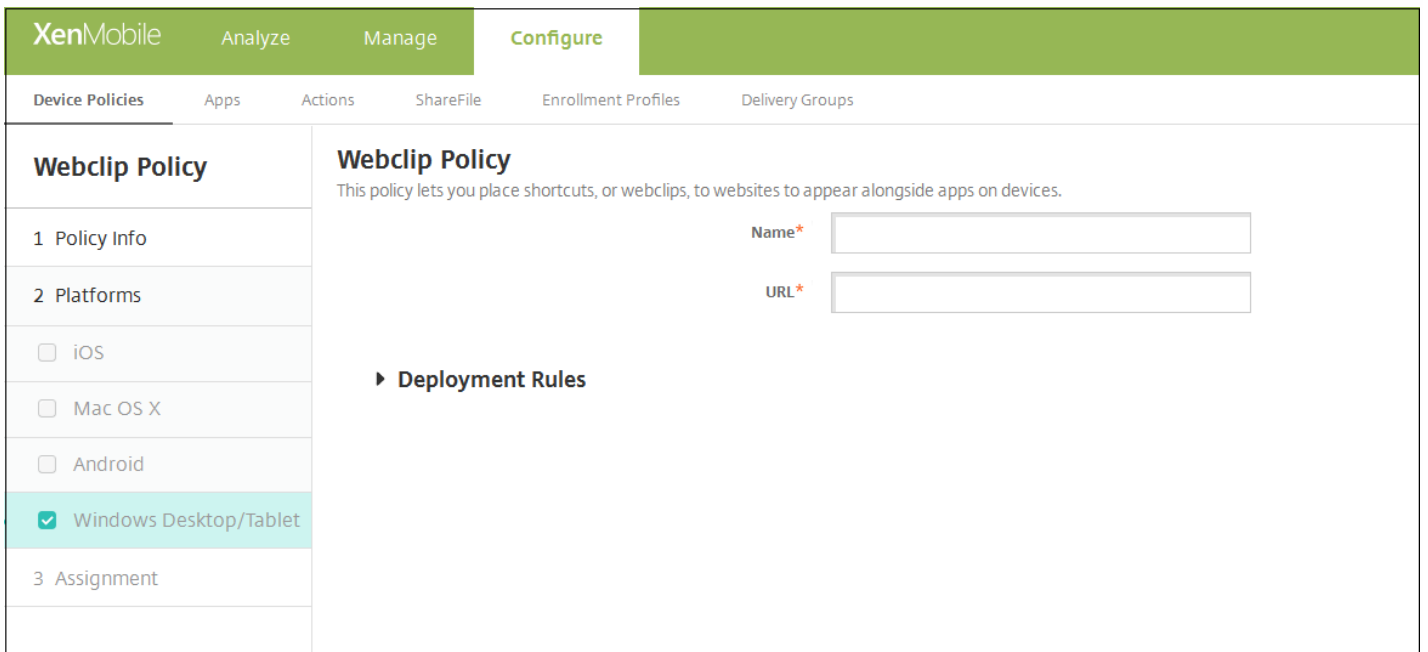 XenMobile Analyze Manage Configure
Device Policies Apps Actions ShareFile Enrollment Profiles Delivery Groups
Webclip Policy
1 Policy Info
2 Platforms
iOS
Mac OS X
Android
Windows Desktop/Tablet
3 Assignment
Webclip Policy
This policy lets you place shortcuts, or webclips, to websites to appear alongside apps on devices.
Name*
URL*
Deployment Rules